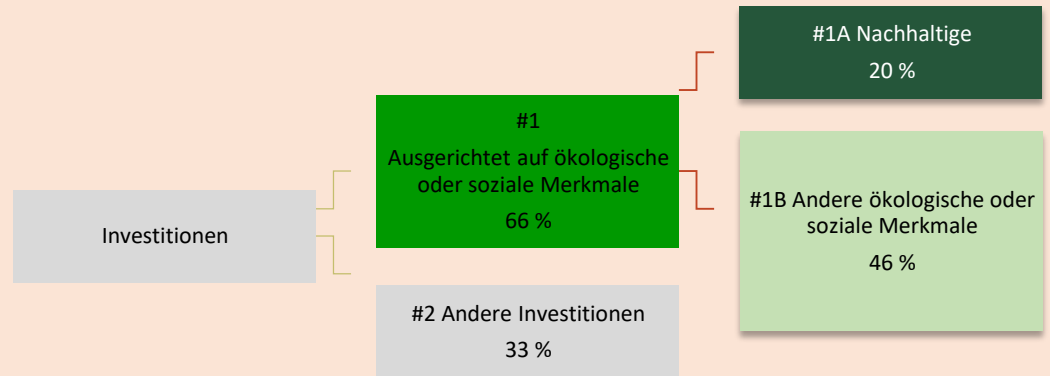 Investitionen
#1
Ausgerichtet auf ökologische
oder soziale Merkmale
66 %
#2 Andere Investitionen
33 %
#1A Nachhaltige
20 %
#1B Andere ökologische oder
soziale Merkmale
46 %